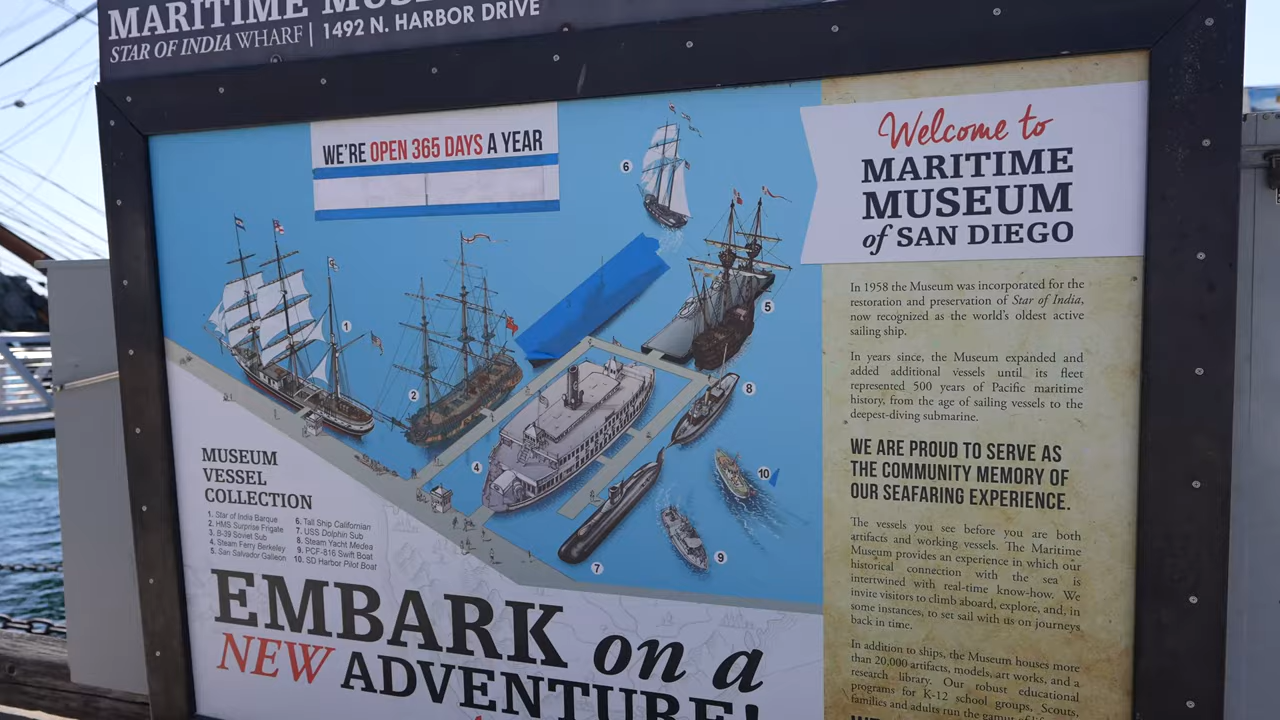 MARITIME
STAR OF INDIA WHARF | 1492 N. HARBOR DRIVE
WE'RE OPEN 365 DAYS A YEAR
Welcome to
MARITIME
MUSEUM
of SAN DIEGO
In 1958 the Museum was incorporated for the
restoration and preservation of Star of India,
now recognized as the world's oldest active
sailing ship.
In years since, the Museum expanded and
added additional vessels until its fleet
represented 500 years of Pacific maritime
history, from the age of sailing vessels to the
deepest-diving submarine.
WE ARE PROUD TO SERVE AS
THE COMMUNITY MEMORY OF
OUR SEAFARING EXPERIENCE.
The vessels you see before you are both
artifacts and working vessels. The Maritime
Museum provides an experience in which our
historical connection with the sea is
intertwined with real-time know-how. We
invite visitors to climb aboard, explore, and, in
some instances, to set sail with us on journeys
back in time.
In addition to ships, the Museum houses more
than 20,000 artifacts, models, art works, and a
research library. Our robust educational
programs for K-12 school groups, Scouts,
families and adults run the gamut of
6
5
1
2
8
4
10
9
7
MUSEUM
VESSEL
COLLECTION
1. Star of India Barque
2. HMS Surprise Frigate
3. B-39 Soviet Sub
4. Steam Ferry Berkeley
5. San Salvador Galleon
6. Tall Ship Californian
7. USS Dolphin Sub
8. Steam Yacht Medea
9. PCF-816 Swift Boat
10. SD Harbor Pilot Boat
EMBARK on a
NEW ADVENTURE!